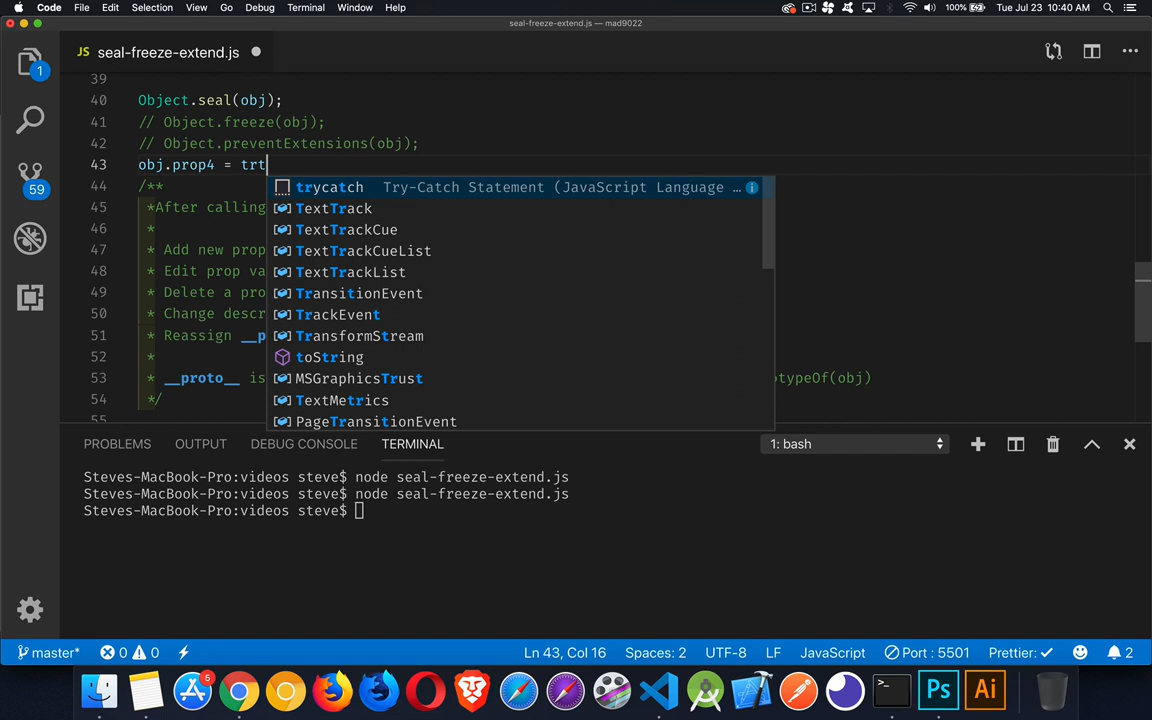 Code File Edit Selection View Go Debug Terminal Window Help 100% Tue Jul 23 10:40 AM
seal-freeze-extend.js — mad9022
JS seal-freeze-extend.js
1
59
39
40 Object.seal(obj);
41 // Object.freeze(obj);
42 // Object.preventExtensions(obj);
43 obj.prop4 = trt
44 /**
45 *After calling
46 *
47 * Add new prop
48 * Edit prop va
49 * Delete a pro
50 * Change descr
51 * Reassign __p
52 *
53 * __proto__ is otypeOf(obj)
54 */
55
trycatch Try-Catch Statement (JavaScript Language …
TextTrack
TextTrackCue
TextTrackCueList
TextTrackList
TransitionEvent
TrackEvent
TransformStream
toString
MSGraphicsTrust
TextMetrics
PageTransitionEvent
PROBLEMS OUTPUT DEBUG CONSOLE TERMINAL 1: bash
Steves-MacBook-Pro:videos steve$ node seal-freeze-extend.js
Steves-MacBook-Pro:videos steve$ node seal-freeze-extend.js
Steves-MacBook-Pro:videos steve$
master* 0 0 Ln 43, Col 16 Spaces: 2 UTF-8 LF JavaScript Port : 5501 Prettier: 2
5
>_
Ps
Ai